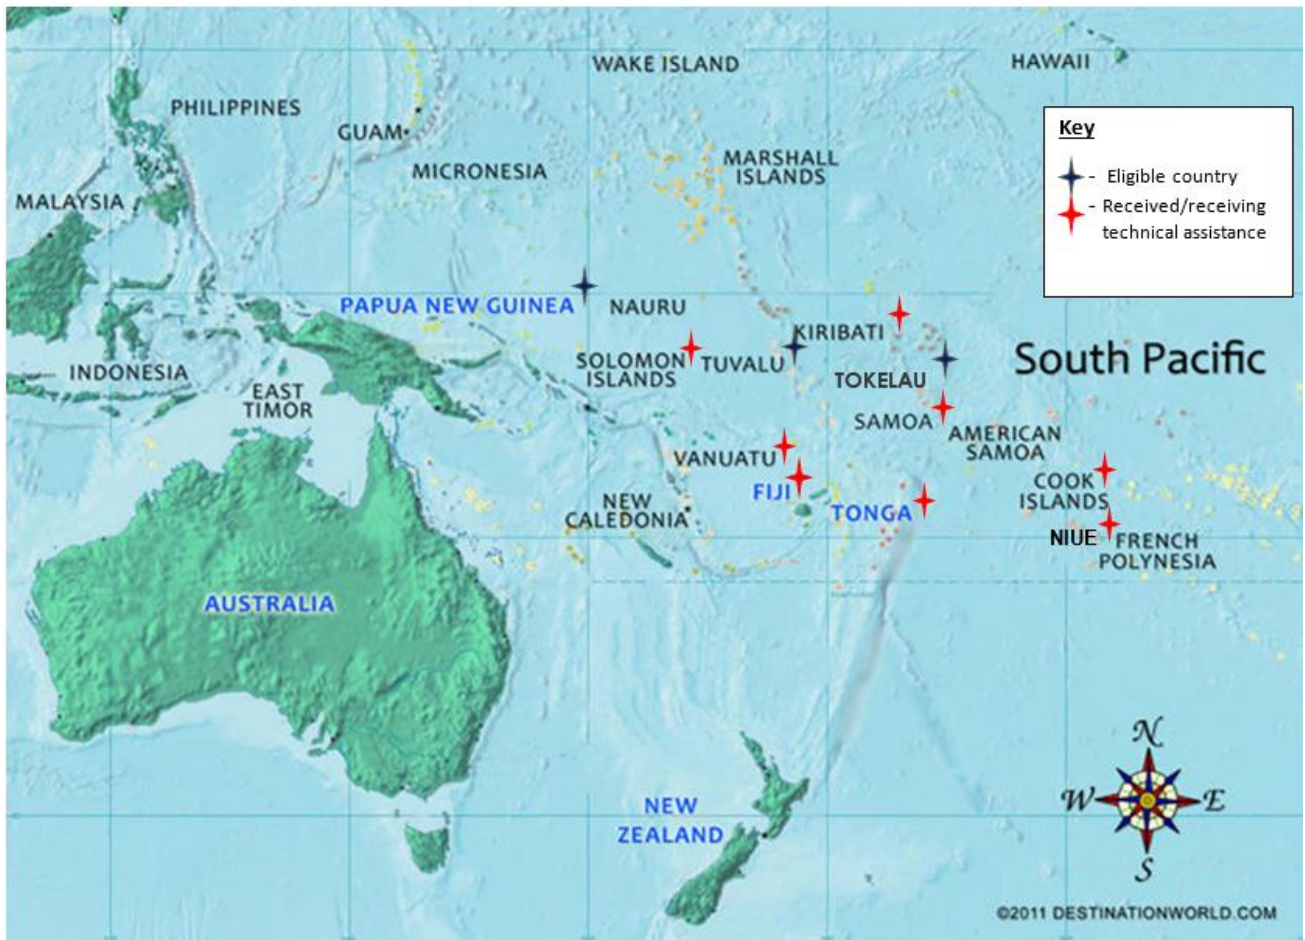 WAKE ISLAND
HAWAII
PHILIPPINES
GUAM
MICRONESIA
MARSHALL
ISLANDS
MALAYSIA
Key
- Eligible country
- Received/receiving
technical assistance
PAPUA NEW GUINEA
NAURU
KIRIBATI
SOLOMON
ISLANDS
TUVALU
South Pacific
INDONESIA
EAST
TIMOR
TOKELAU
SAMOA
AMERICAN
SAMOA
VANUATU
FIJI
NEW
CALEDONIA
TONGA
COOK
ISLANDS
NIUE
FRENCH
POLYNESIA
AUSTRALIA
NEW
ZEALAND
N
W
E
S
©2011 DESTINATIONWORLD.COM